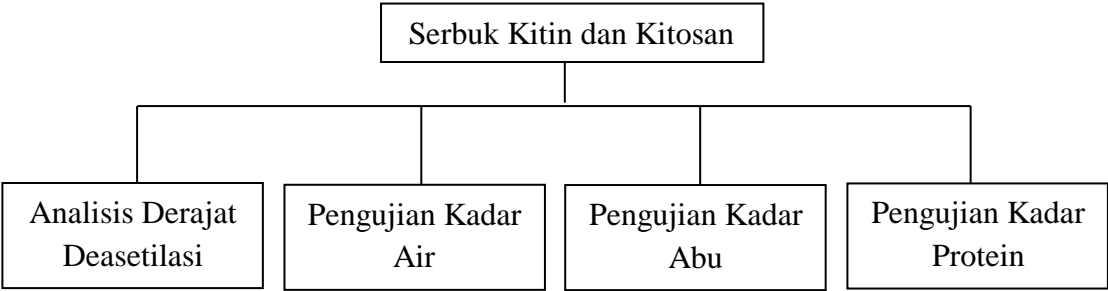 Serbuk Kitin dan Kitosan
Analisis Derajat
Deasetilasi
Pengujian Kadar
Air
Pengujian Kadar
Abu
Pengujian Kadar
Protein